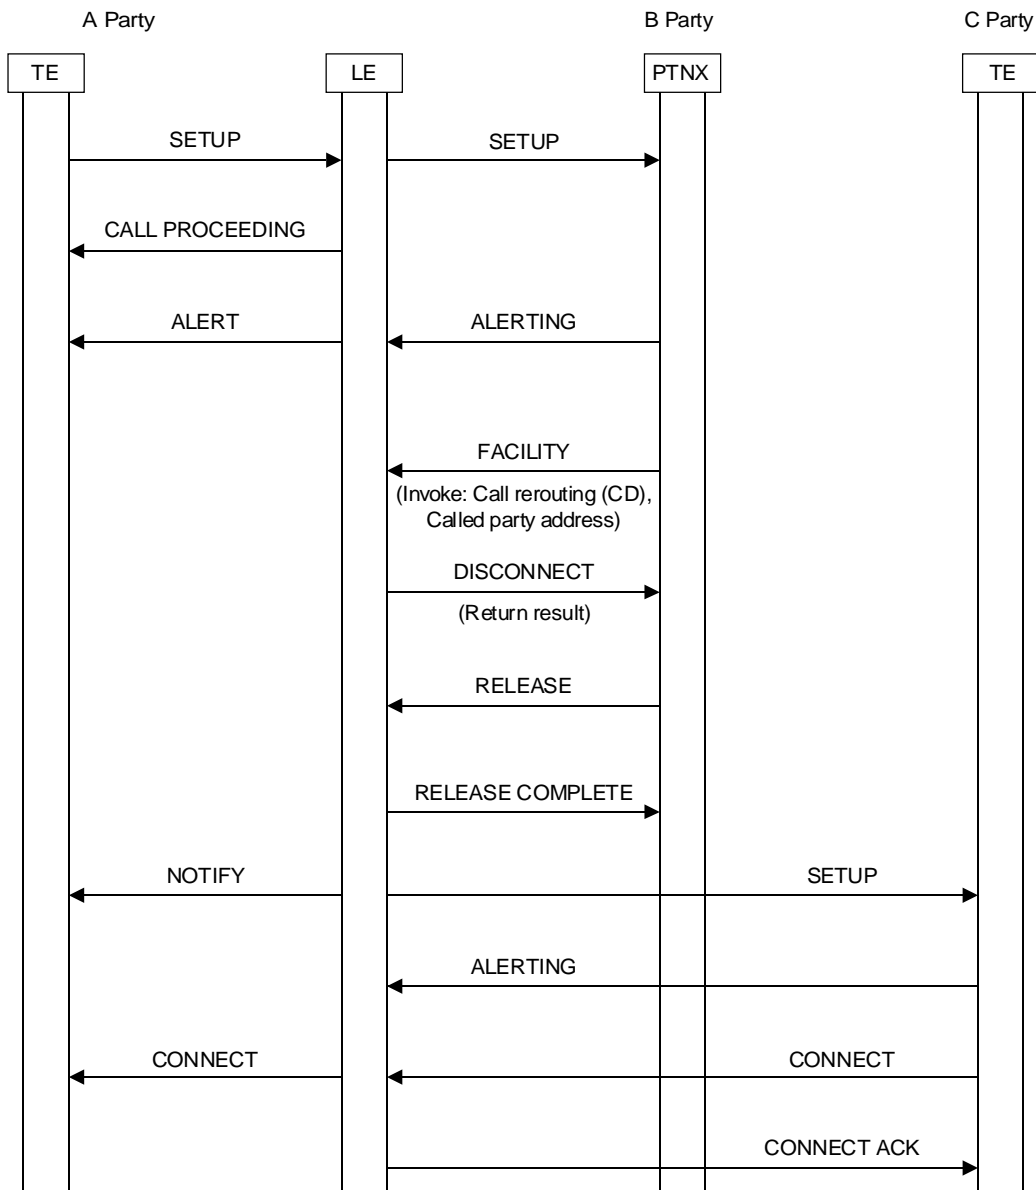 A Party
B Party
C Party
TE
LE
PTNX
TE
SETUP
SETUP
CALL PROCEEDING
ALERT
ALERTING
FACILITY
(Invoke: Call rerouting (CD),
Called party address)
DISCONNECT
(Return result)
RELEASE
RELEASE COMPLETE
NOTIFY
SETUP
ALERTING
CONNECT
CONNECT
CONNECT ACK